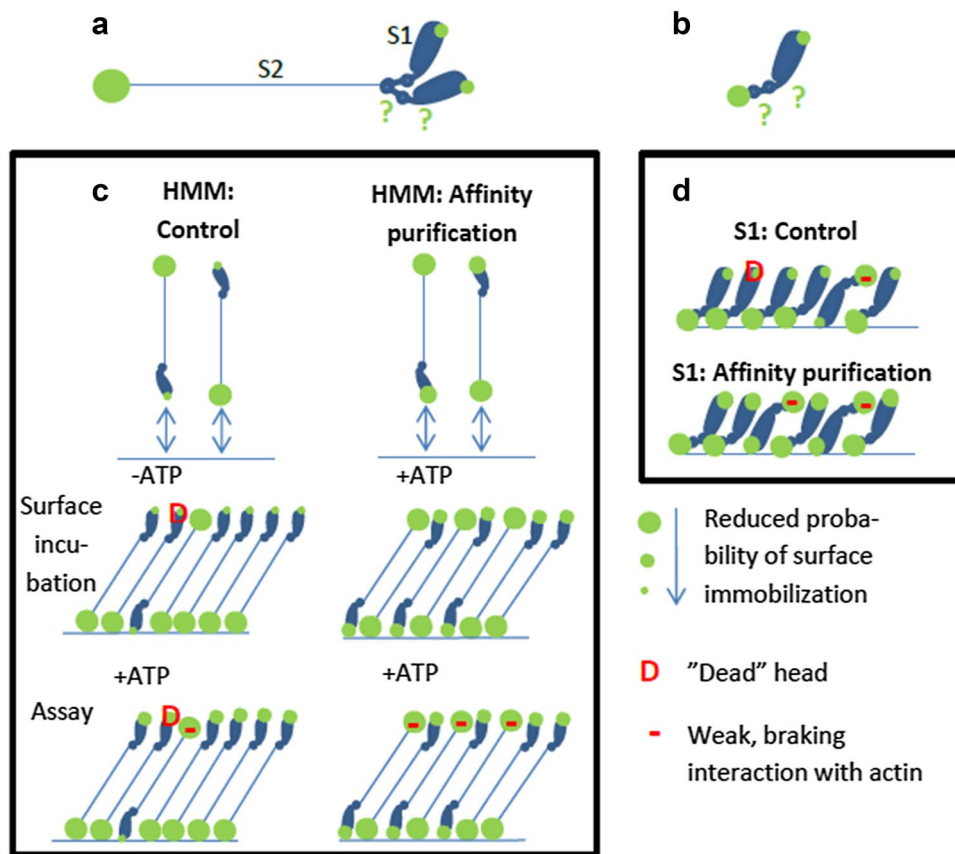 a
b
S1
S2
?
?
?
?
c
HMM:
Control
HMM: Affinity
purification
-ATP
+ATP
Surface
incu-
bation
D
+ATP
+ATP
Assay
D
-
-
-
-
d
S1: Control
D
-
S1: Affinity purification
-
-
Reduced proba-
bility of surface
immobilization
D
”Dead” head
-
Weak, braking
interaction with actin